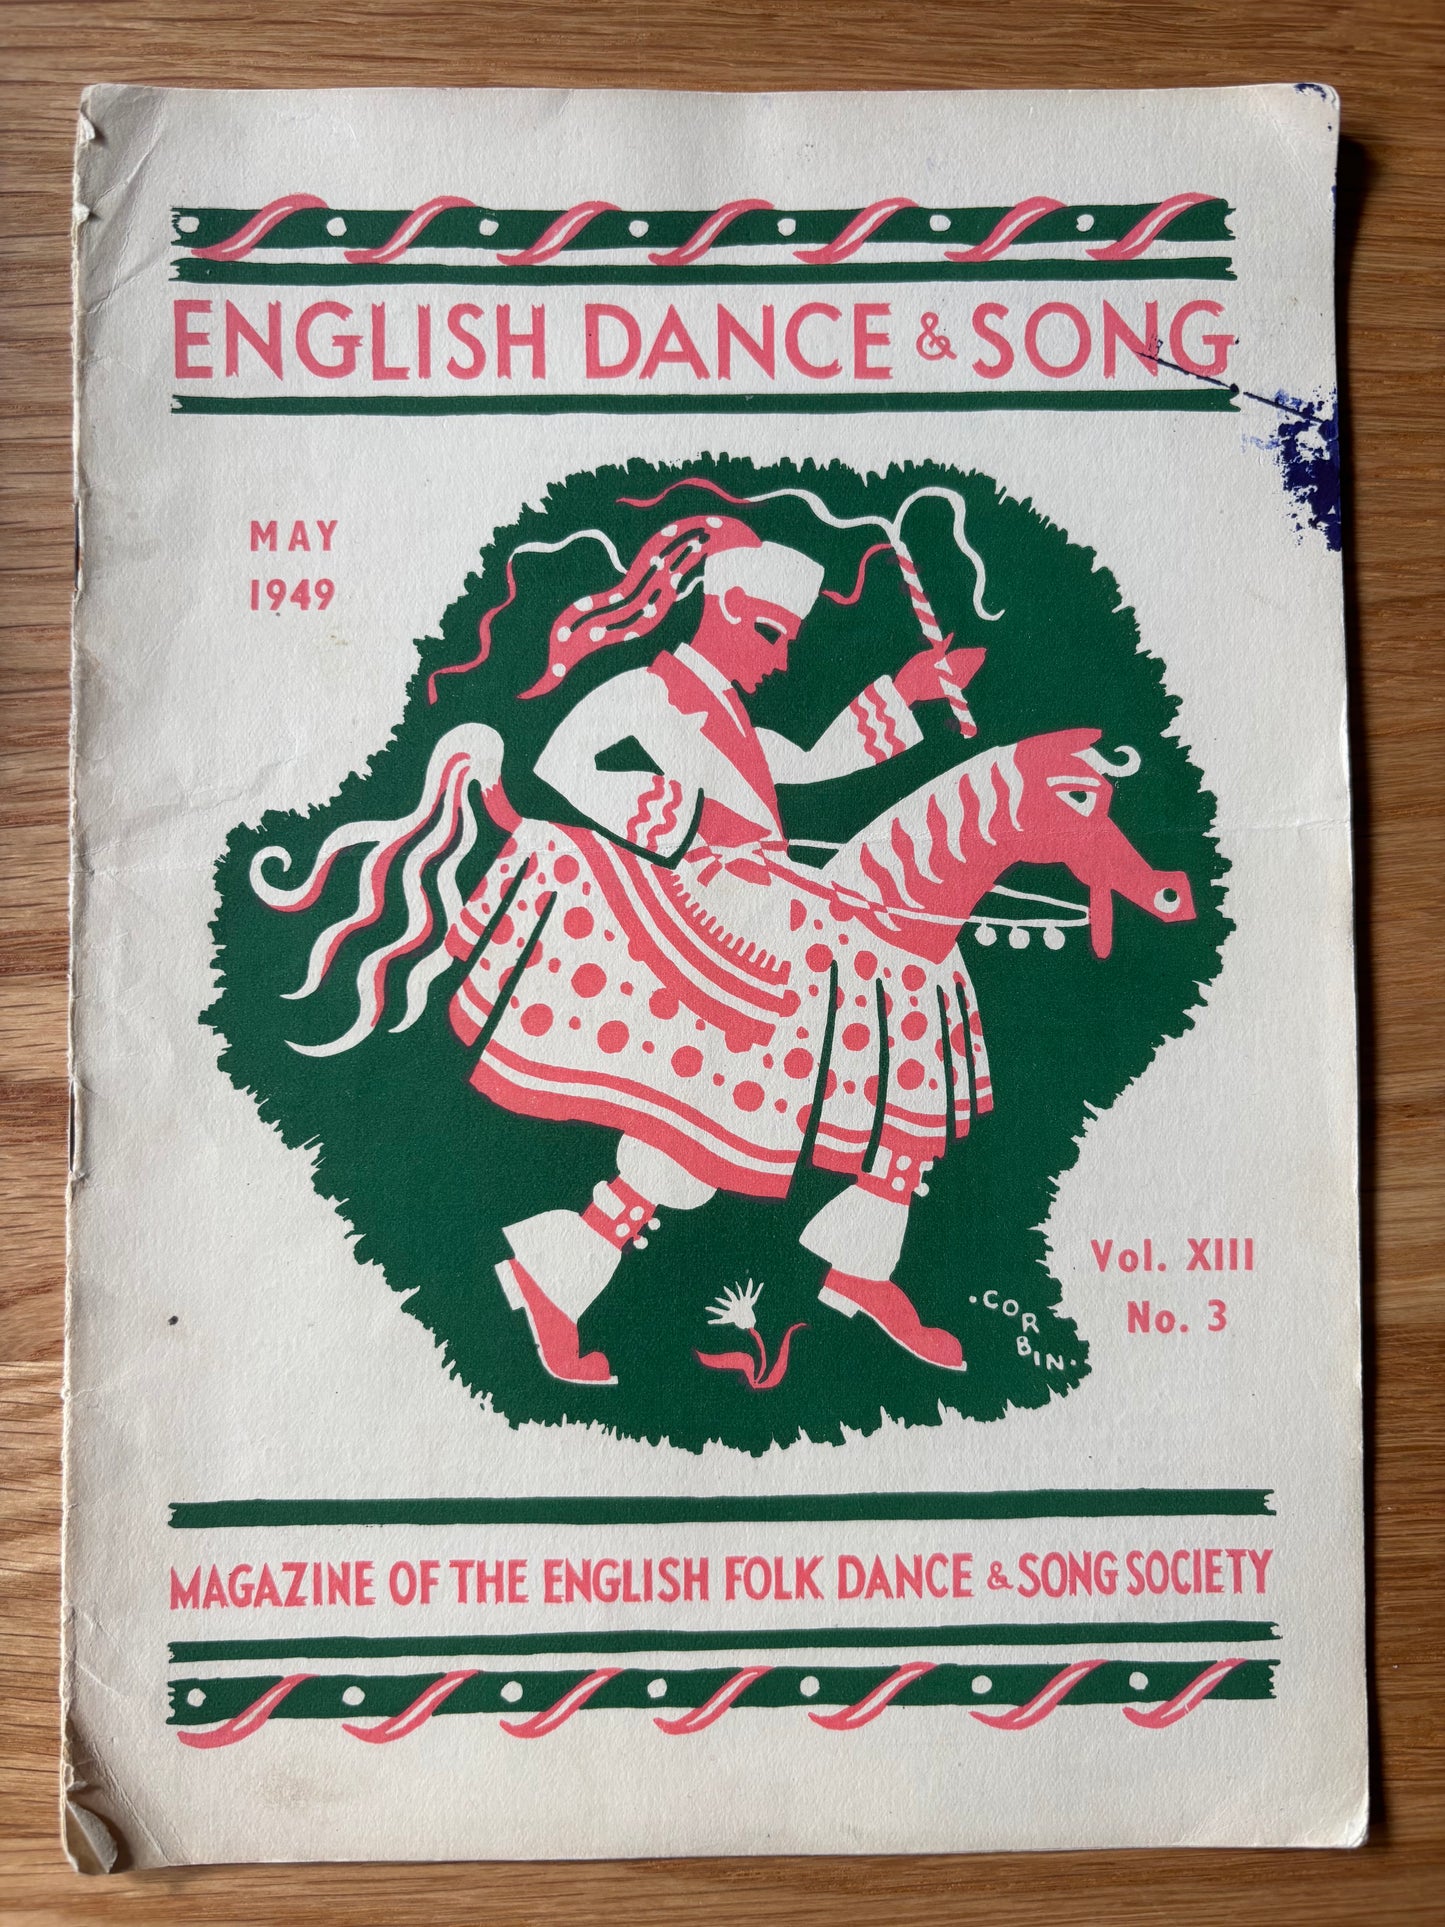 ENGLISH DANCE & SONG
MAY
1949
Vol. XIII
No. 3
.COR
BIN.
MAGAZINE OF THE ENGLISH FOLK DANCE & SONG SOCIETY